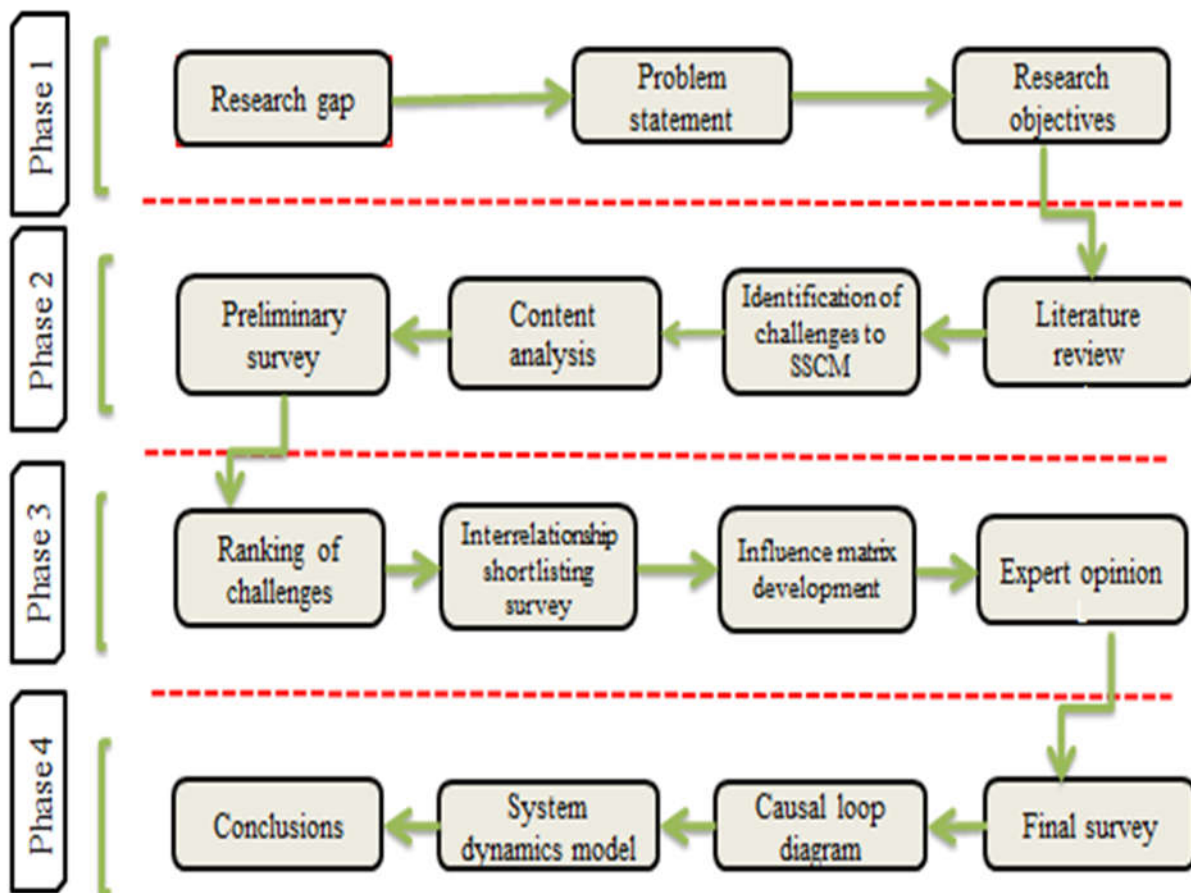 Phase 1
Research gap
Problem
statement
Research
objectives
Phase 2
Preliminary
survey
Content
analysis
Identification of
challenges to
SSCM
Literature
review
Phase 3
Ranking of
challenges
Interrelationship
shortlisting
survey
Influence matrix
development
Expert opinion
Phase 4
Conclusions
System
dynamics model
Causal loop
diagram
Final survey